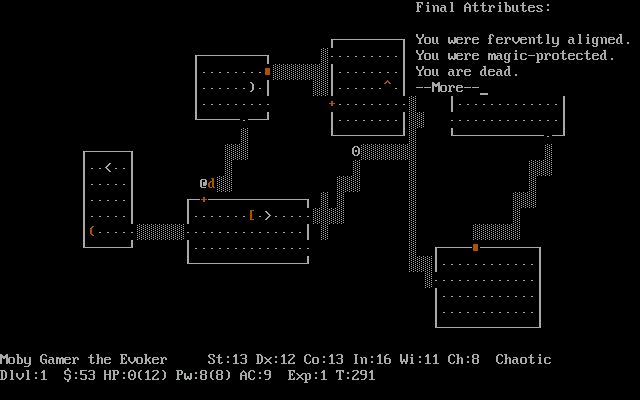 Final Attributes:
You were fervently aligned.
You were magic-protected.
You are dead.
--More--
Moby Gamer the Evoker St:13 Dx:12 Co:13 In:16 Wi:11 Ch:8 Chaotic
Dlvl:1 $:53 HP:0(12) Pw:8(8) AC:9 Exp:1 T:291